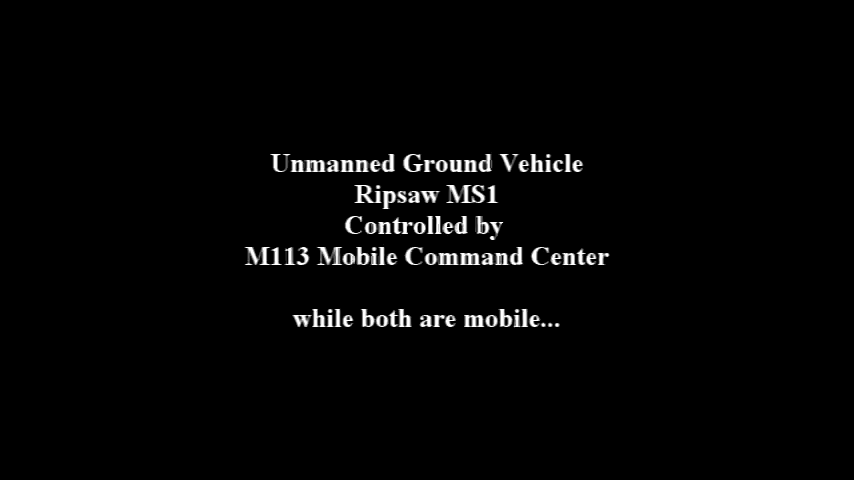 Unmanned Ground Vehicle
Ripsaw MS1
Controlled by
M113 Mobile Command Center
while both are mobile...